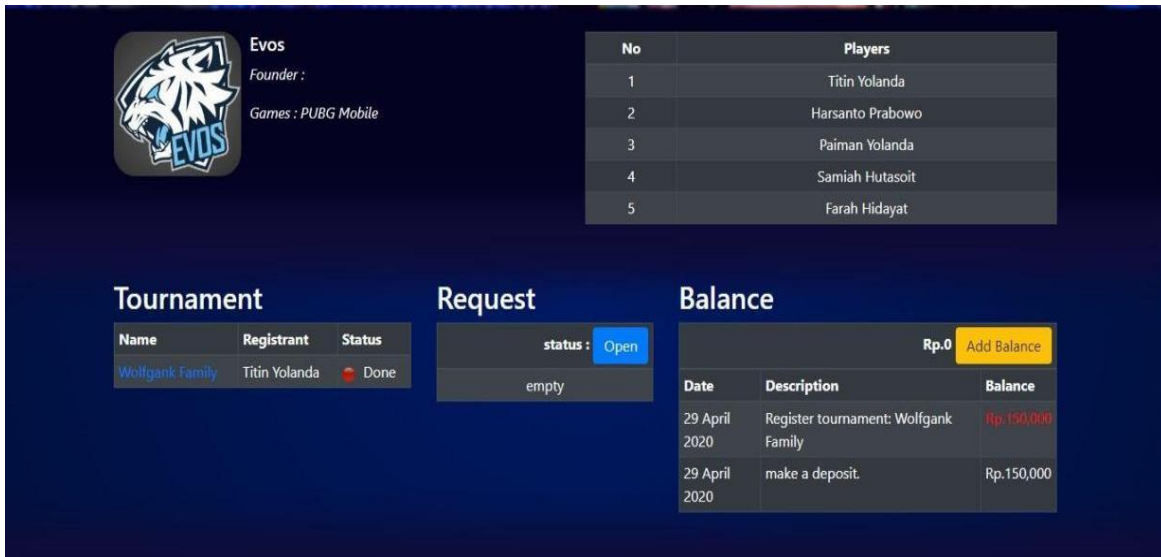 Evos
Founder :
Games : PUBG Mobile
EVOS
No Players
1 Titin Yolanda
2 Harsanto Prabowo
3 Paiman Yolanda
4 Samiah Hutasoit
5 Farah Hidayat
Tournament
Name Registrant Status
Wolfgank Family Titin Yolanda Done
Request
status : Open
empty
Balance
Rp.0 Add Balance
Date Description Balance
29 April Register tournament: Wolfgank Rp.150,000
2020 Family
29 April make a deposit. Rp.150,000
2020